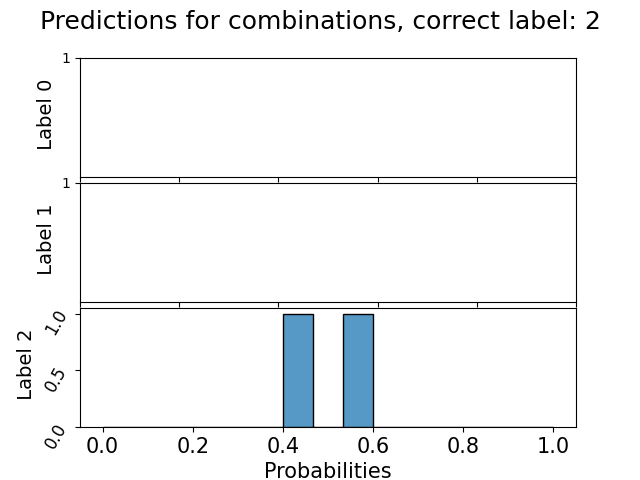 Predictions for combinations, correct label: 2
1
Label 0
1
Label 1
1.0
0.5
0.0
Label 2
0.0 0.2 0.4 0.6 0.8 1.0
Probabilities